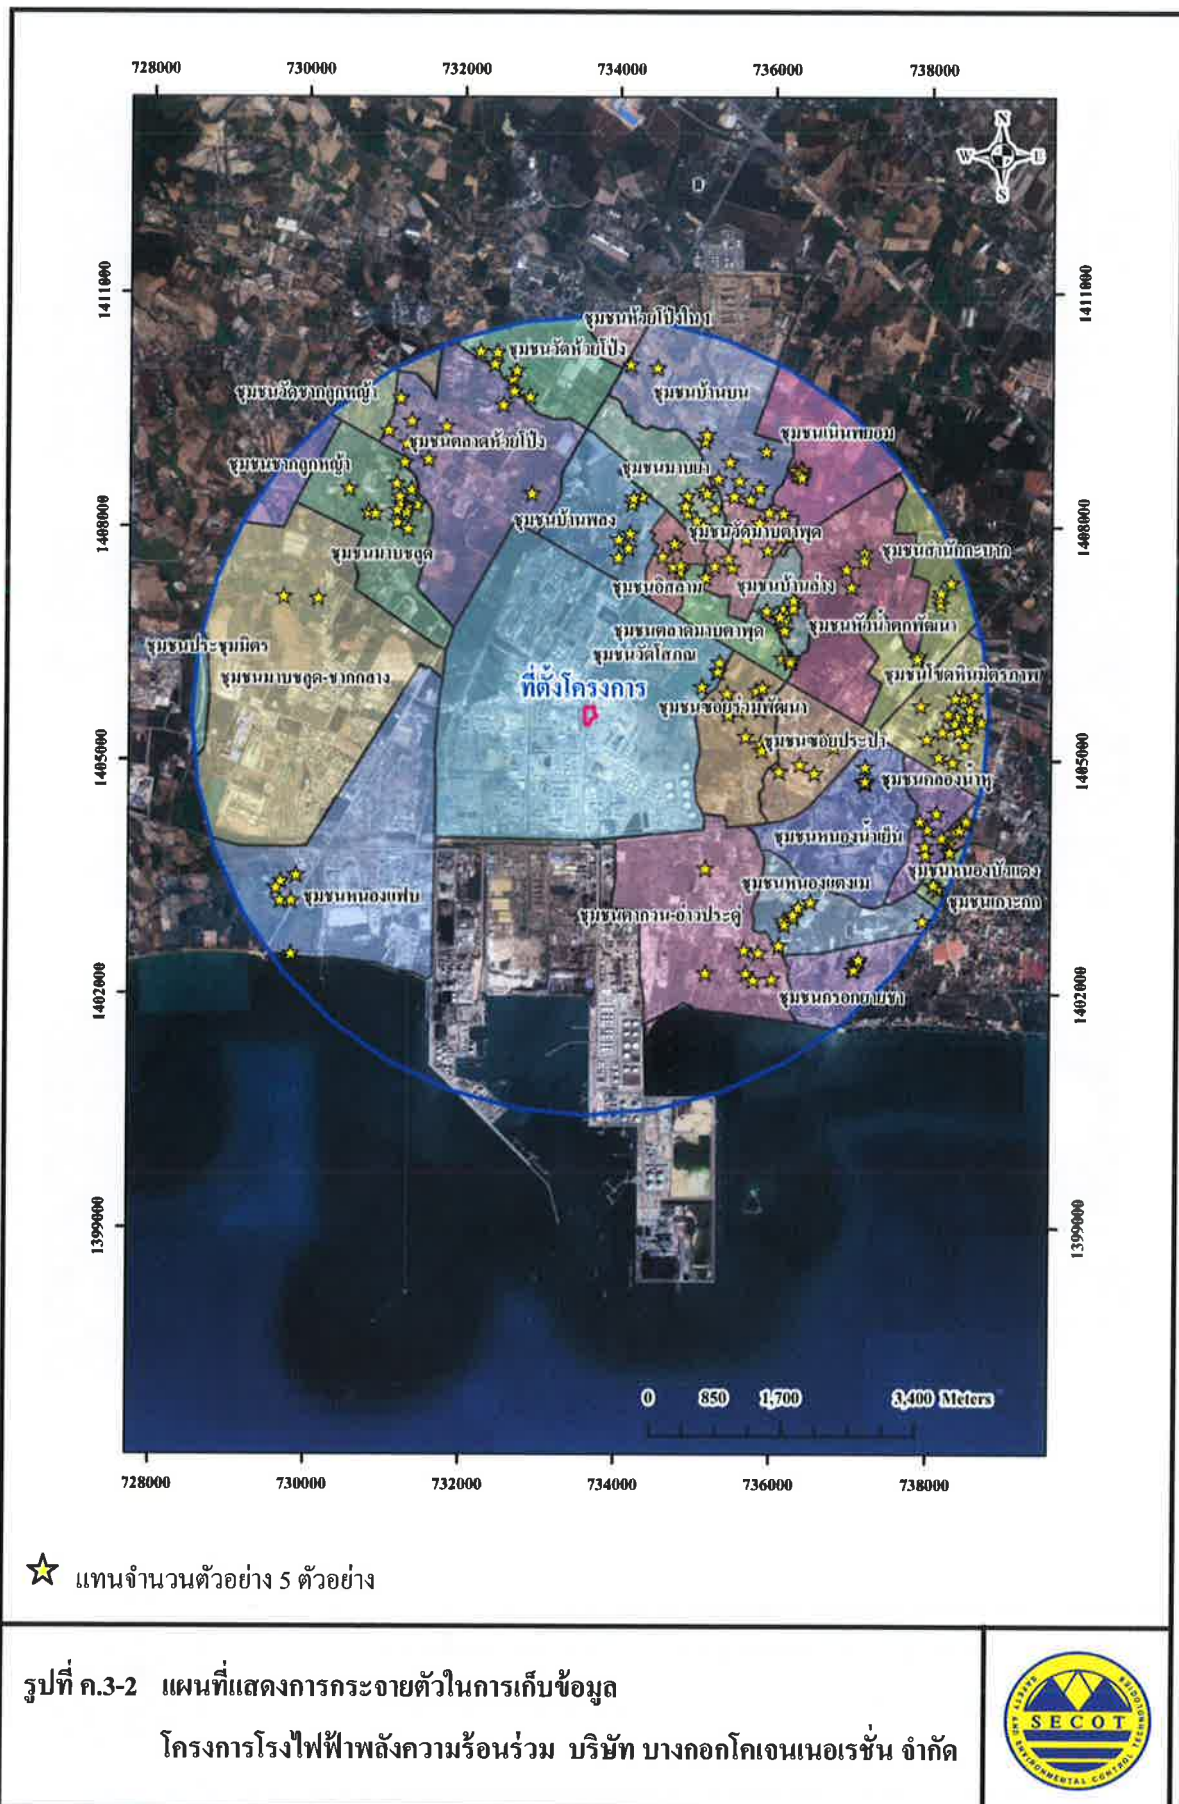 728000 730000 732000 734000 736000 738000
N
W E
S
1411000
1411000
ชุมชนห้วยโป่งใน 1
ชุมชนวัดห้วยโป่ง
ชุมชนบ้านบน
ชุมชนวัดชากลูกหญ้า
ชุมชนเนินพยอม
ชุมชนตลาดห้วยโป่ง
ชุมชนชากลูกหญ้า
ชุมชนมาบยา
1408000
1408000
ชุมชนบ้านพลง
ชุมชนวัดมาบตาพุด
ชุมชนสำนักกะบาก
ชุมชนมาบชลูด
ชุมชนอิสลาม
ชุมชนบ้านล่าง
ชุมชนตลาดมาบตาพุด
ชุมชนทิวน้ำตกพัฒนา
ชุมชนประชุมมิตร
ชุมชนวัดโสภณ
ชุมชนมาบชลูด-ชากกลาง
ชุมชนโขดหินมิตรภาพ
ที่ตั้งโครงการ
ชุมชนซอยร่วมพัฒนา
1405000
1405000
ชุมชนซอยประปา
ชุมชนคลองน้ำหู
ชุมชนหนองน้ำเย็น
ชุมชนหนองบัวแดง
ชุมชนหนองแตงเม
ชุมชนหนองแฟบ
ชุมชนเกาะกก
ชุมชนตากวน-อ่าวประดู่
1402000
1402000
ชุมชนกรอกยายชา
1399000
1399000
0 850 1,700 3,400 Meters
728000 730000 732000 734000 736000 738000
แทนจำนวนตัวอย่าง 5 ตัวอย่าง
รูปที่ ค.3-2 แผนที่แสดงการกระจายตัวในการเก็บข้อมูล
โครงการโรงไฟฟ้าพลังความร้อนร่วม บริษัท บางกอกโคเจนเนอเรชั่น จำกัด
SECOT
SAFETY AND ENVIRONMENTAL CONTROL TECHNOLOGIES